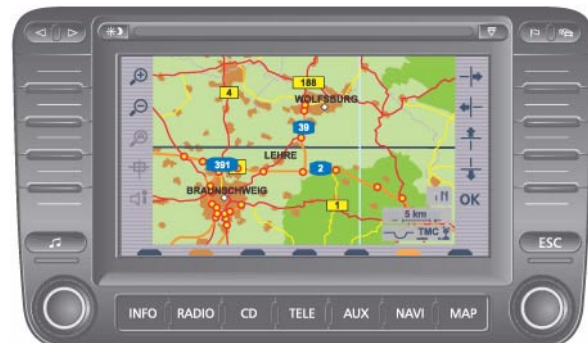 188
4
WOLFSBURG
39
LEHRE
391
2
BRAUNSCHWEIG
1
OK
5 km
TMC
ESC
INFO RADIO CD TELE AUX NAVI MAP